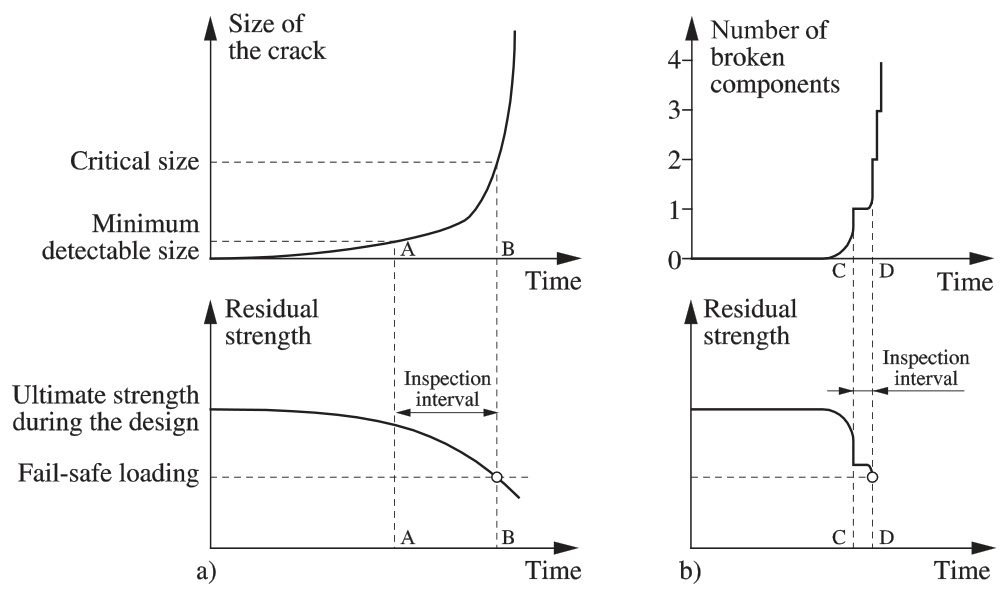 Size of
the crack
Critical size
Minimum
detectable size
A
B
Time
Residual
strength
Ultimate strength
during the design
Inspection
interval
Fail-safe loading
A
B
a)
Time
Number of
broken
components
4
3
2
1
0
C
D
Time
Residual
strength
Inspection
interval
C
D
b)
Time